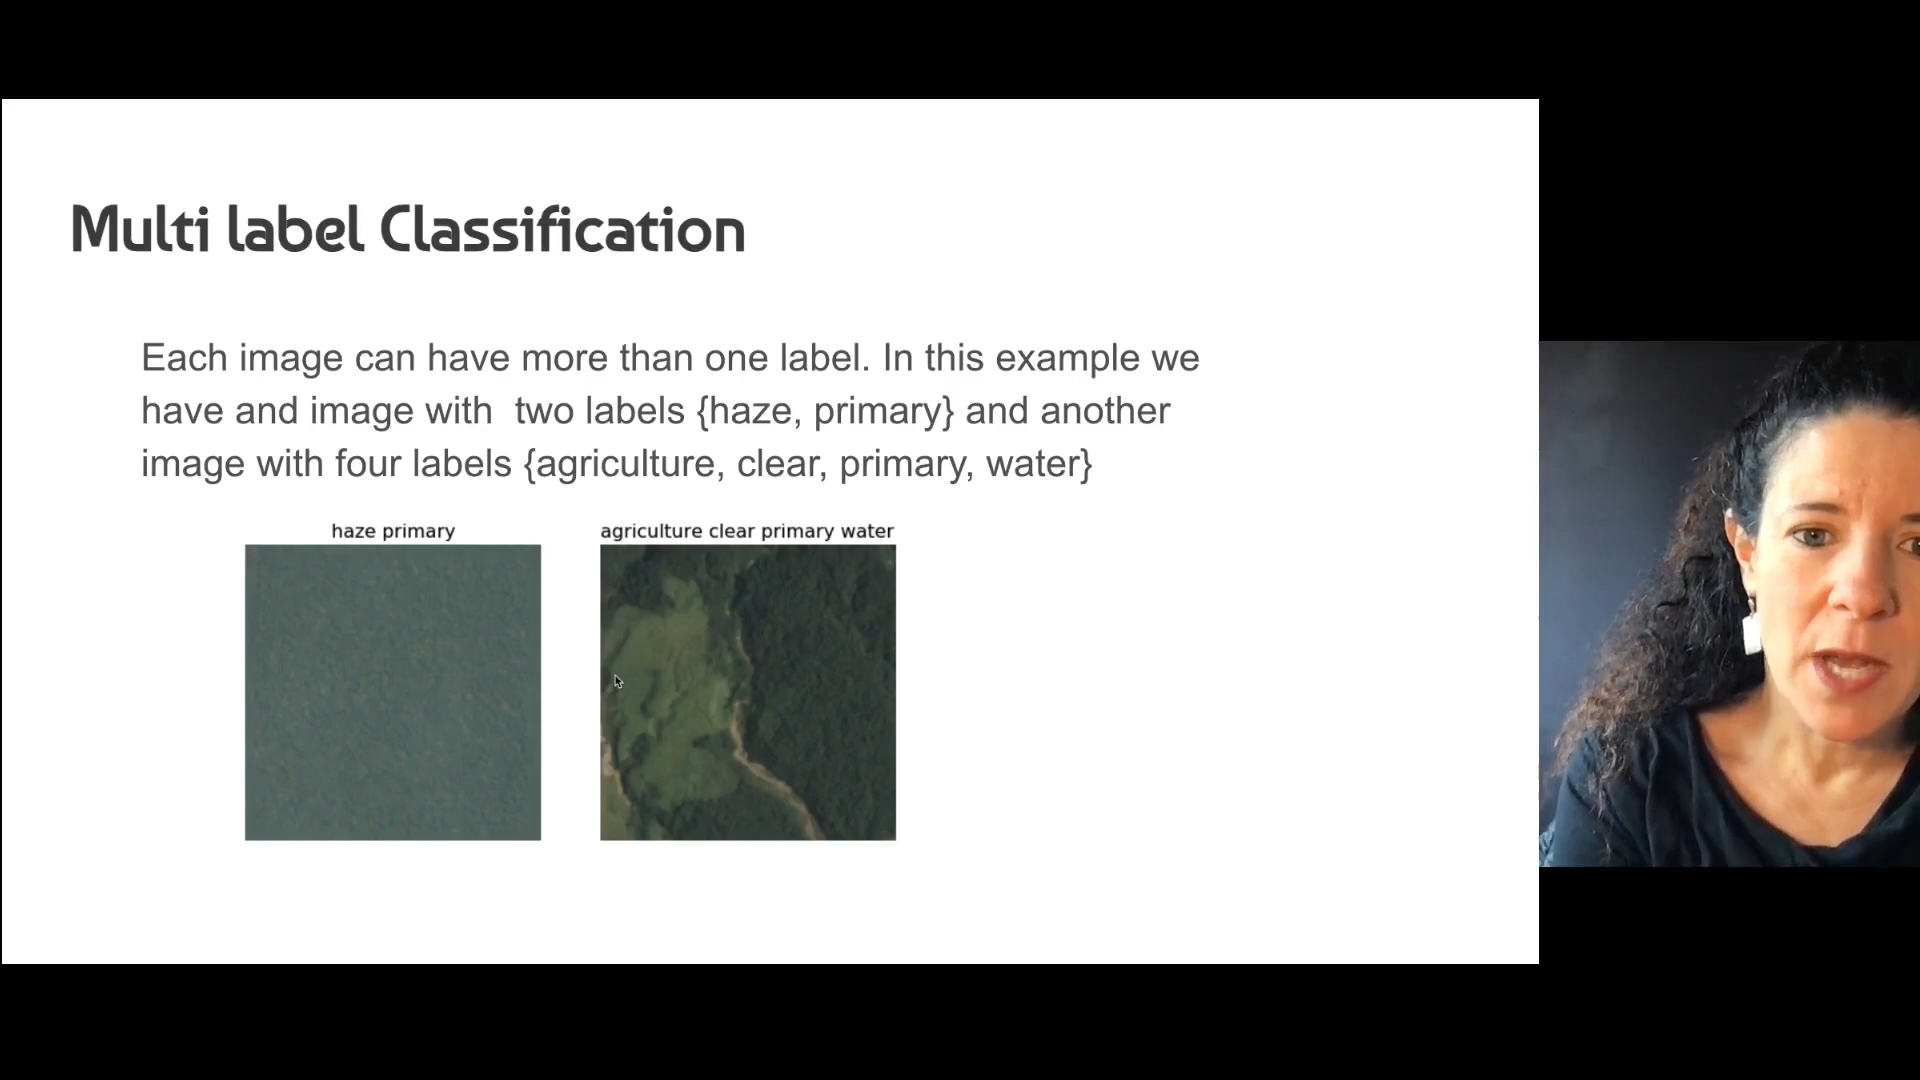 Multi label Classification
Each image can have more than one label. In this example we
have and image with two labels {haze, primary} and another
image with four labels {agriculture, clear, primary, water}
haze primary
agriculture clear primary water